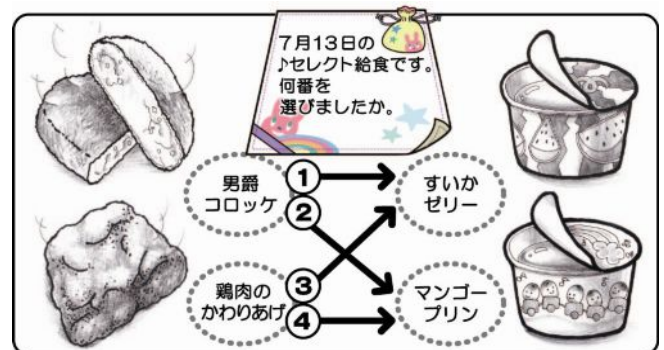 7月13日の
♪セレクト給食です。
何番を
選びましたか。
男爵
コロッケ
①
②
すいか
ゼリー
鶏肉の
かわりあげ
③
④
マンゴー
プリン